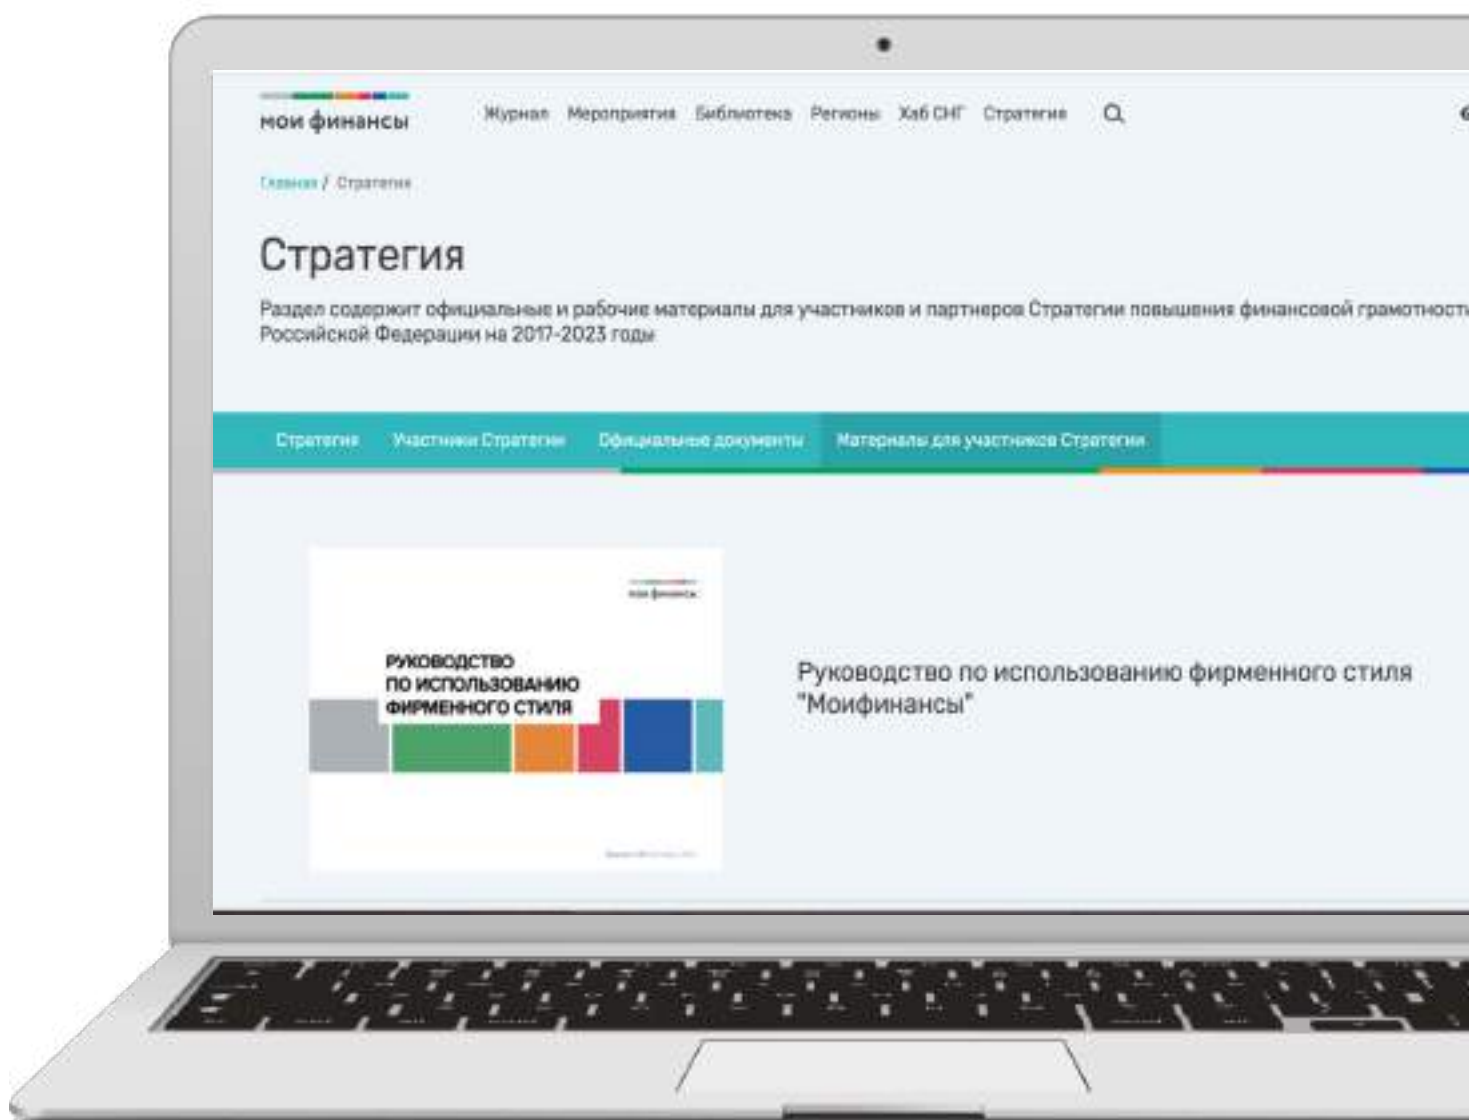 мои финансы
Журнал Мероприятия Библиотека Регионы Хаб СНГ Стратегия
Главная / Стратегия
Стратегия
Раздел содержит официальные и рабочие материалы для участников и партнеров Стратегии повышения финансовой грамотности
Российской Федерации на 2017-2023 годы
Стратегия Участники Стратегии Официальные документы Материалы для участников Стратегии
мои финансы
РУКОВОДСТВО
ПО ИСПОЛЬЗОВАНИЮ
ФИРМЕННОГО СТИЛЯ
Руководство по использованию фирменного стиля
"Моифинансы"